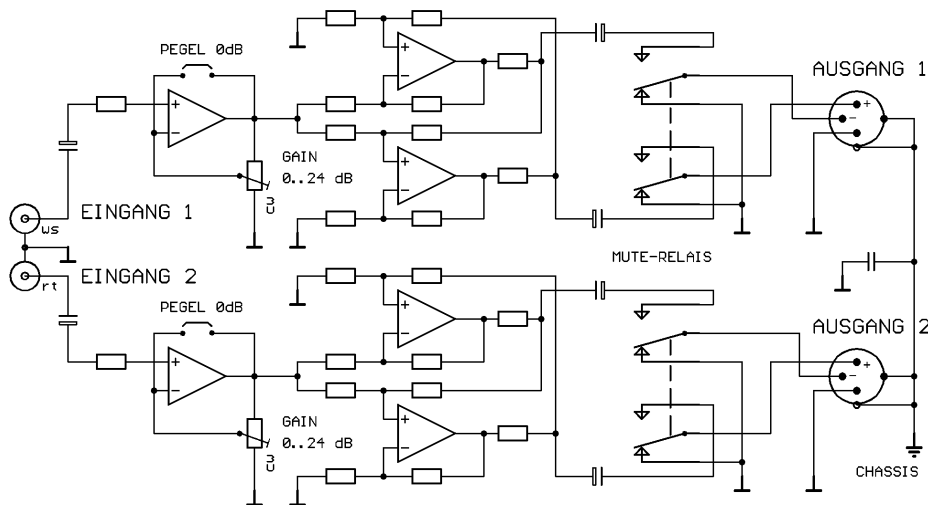 PEGEL 0dB
AUSGANG 1
+
-
GAIN
0..24 dB
EINGANG 1
ws
MUTE-RELAIS
EINGANG 2
rt
PEGEL 0dB
AUSGANG 2
+
-
GAIN
0..24 dB
CHASSIS